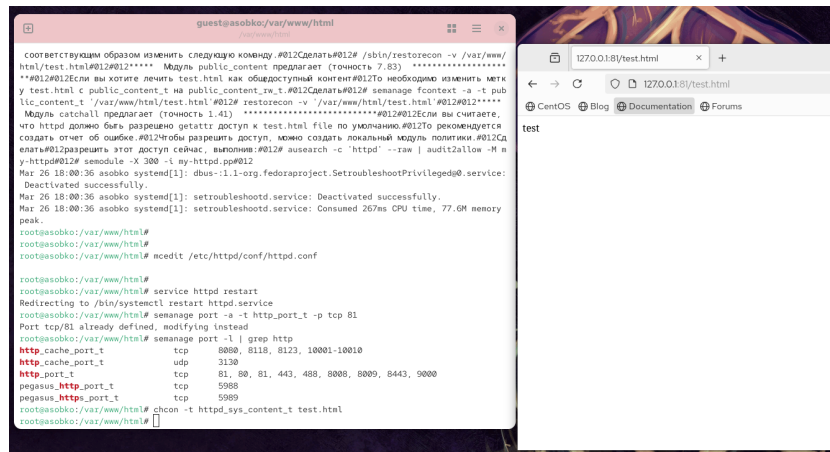 guest@asobko:/var/www/html
/var/www/html
соответствующим образом изменить следующую команду.#012Сделать#012# /sbin/restorecon -v /var/www/
html/test.html#012#012***** Модуль public_content предлагает (точность 7.83) *******************
**#012#012Если вы хотите лечить test.html как общедоступный контент#012То необходимо изменить метк
у test.html с public_content_t на public_content_rw_t.#012Сделать#012# semanage fcontext -a -t pub
lic_content_t '/var/www/html/test.html'#012# restorecon -v '/var/www/html/test.html'#012#012*****
Модуль catchall предлагает (точность 1.41) **************************#012#012Если вы считаете,
что httpd должно быть разрешено getattr доступ к test.html file по умолчанию.#012То рекомендуется
создать отчет об ошибке.#012Чтобы разрешить доступ, можно создать локальный модуль политики.#012Сд
елать#012разрешить этот доступ сейчас, выполнив:#012# ausearch -c 'httpd' --raw | audit2allow -M m
y-httpd#012# semodule -X 300 -i my-httpd.pp#012
Mar 26 18:00:36 asobko systemd[1]: dbus-:1.1-org.fedoraproject.SetroubleshootPrivileged@0.service:
Deactivated successfully.
Mar 26 18:00:36 asobko systemd[1]: setroubleshootd.service: Deactivated successfully.
Mar 26 18:00:36 asobko systemd[1]: setroubleshootd.service: Consumed 267ms CPU time, 77.6M memory
peak.
root@asobko:/var/www/html#
root@asobko:/var/www/html#
root@asobko:/var/www/html# mcedit /etc/httpd/conf/httpd.conf
root@asobko:/var/www/html#
root@asobko:/var/www/html# service httpd restart
Redirecting to /bin/systemctl restart httpd.service
root@asobko:/var/www/html# semanage port -a -t http_port_t -p tcp 81
Port tcp/81 already defined, modifying instead
root@asobko:/var/www/html# semanage port -l | grep http
http_cache_port_t tcp 8080, 8118, 8123, 10001-10010
http_cache_port_t udp 3130
http_port_t tcp 81, 80, 81, 443, 488, 8008, 8009, 8443, 9000
pegasus_http_port_t tcp 5988
pegasus_https_port_t tcp 5989
root@asobko:/var/www/html# chcon -t httpd_sys_content_t test.html
root@asobko:/var/www/html#
127.0.0.1:81/test.html
127.0.0.1:81/test.html
CentOS Blog Documentation Forums
test